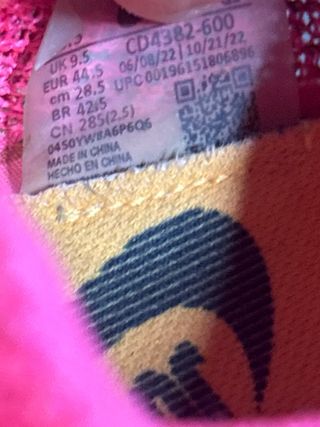 UK 9.5 CD4382-600
EUR 44.5 06/08/22 10/21/22
cm 28.5 UPC 00196151806896
BR 42.5
CN 285(2.5)
MADE IN CHINA
HECHO EN CHINA